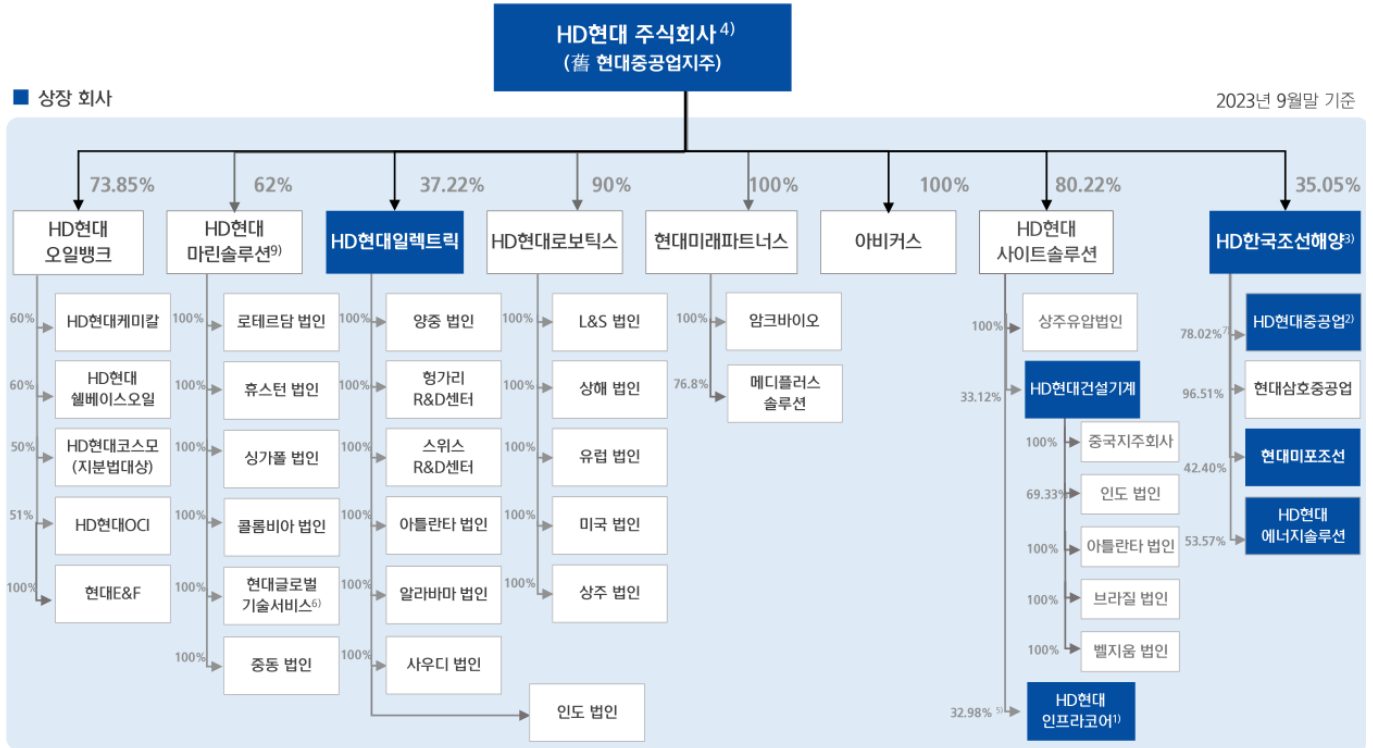 HD현대 주식회사4)
(舊 현대중공업지주)
상장 회사
2023년 9월말 기준
73.85%
62%
37.22%
90%
100%
100%
80.22%
35.05%
HD현대
오일뱅크
HD현대
마린솔루션9)
HD현대일렉트릭
HD현대로보틱스
현대미래파트너스
아비커스
HD현대
사이트솔루션
HD한국조선해양3)
60%
HD현대케미칼
60%
HD현대
쉘베이스오일
50%
HD현대코스모
(지분법대상)
51%
HD현대OCI
100%
현대E&F
100%
로테르담 법인
100%
휴스턴 법인
100%
싱가폴 법인
100%
콜롬비아 법인
100%
현대글로벌
기술서비스6)
100%
중동 법인
100%
양중 법인
100%
헝가리
R&D센터
100%
스위스
R&D센터
100%
아틀란타 법인
100%
알라바마 법인
100%
사우디 법인
인도 법인
100%
L&S 법인
100%
상해 법인
100%
유럽 법인
100%
미국 법인
100%
상주 법인
100%
암크바이오
76.8%
메디플러스
솔루션
100%
상주유압법인
33.12%
HD현대건설기계
100%
중국지주회사
69.33%
인도 법인
100%
아틀란타 법인
100%
브라질 법인
100%
벨지움 법인
32.98% 5)
HD현대
인프라코어1)
78.02%7)
HD현대중공업2)
96.51%
현대삼호중공업
42.40%
현대미포조선
53.57%
HD현대
에너지솔루션